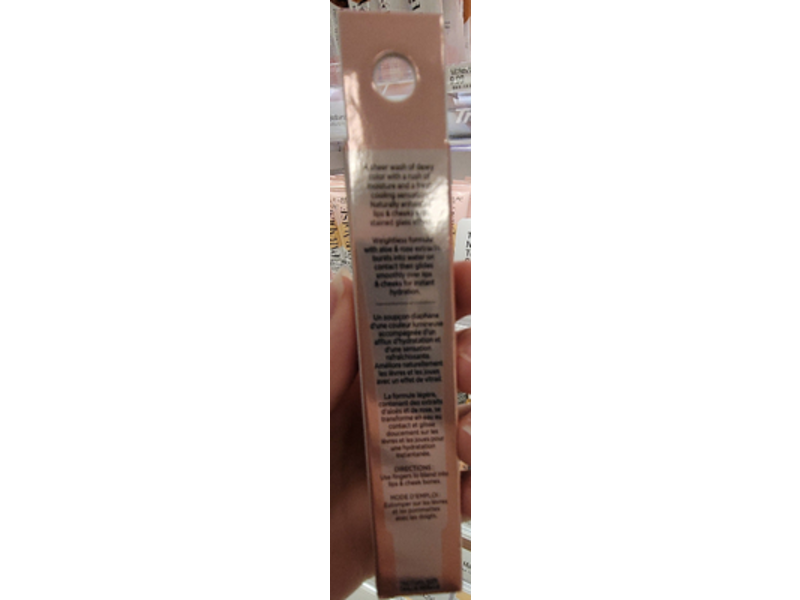 sheer wash of dewy
color with a rush of
moisture and a fresh
cooling sensation.
Naturally enhances
lips & cheeks with
stained glass effect.
Weightless formula
with aloe & rose extracts
bursts into water on
contact then glides
smoothly over lips
& cheeks for instant
hydration.
Un soupçon diaphane
d'une couleur lumineuse
accompagnée d'un
afflux d'hydratation et
d'une sensation
rafraîchissante.
Améliore naturellement
les lèvres et les joues
avec un effet de vitrail.
La formule légère,
contenant des extraits
d'aloès et de rose, se
transforme en eau au
contact et glisse
doucement sur les
lèvres et les joues pour
une hydratation
instantanée.
DIRECTIONS:
Use fingers to blend into
lips & cheek bones.
MODE D'EMPLOI:
Estomper sur les lèvres
et les pommettes
avec les doigts.